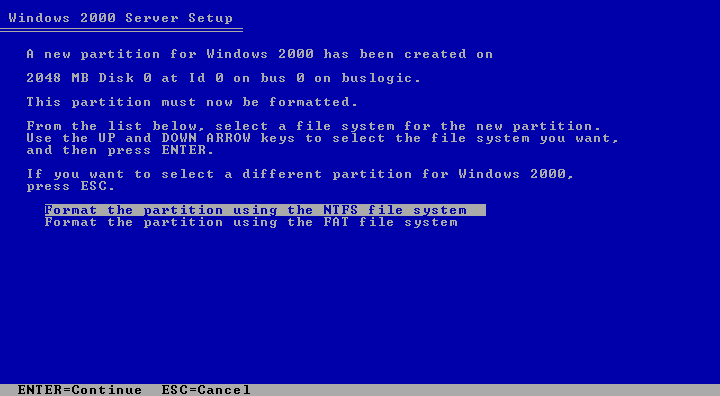 Windows 2000 Server Setup
A new partition for Windows 2000 has been created on
2048 MB Disk 0 at Id 0 on bus 0 on buslogic.
This partition must now be formatted.
From the list below, select a file system for the new partition.
Use the UP and DOWN ARROW keys to select the file system you want,
and then press ENTER.
If you want to select a different partition for Windows 2000,
press ESC.
Format the partition using the NTFS file system
Format the partition using the FAT file system
ENTER=Continue  ESC=Cancel